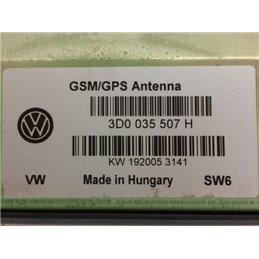 GSM/GPS Antenna
3D0 035 507 H
KW 192005 3141
VW Made in Hungary SW6